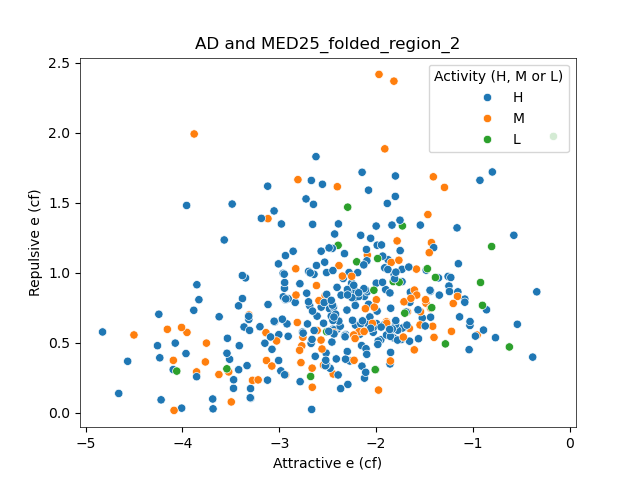 AD and MED25_folded_region_2
Activity (H, M or L)
H
M
L
2.5
2.0
1.5
1.0
0.5
0.0
Repulsive e (cf)
−5
−4
−3
−2
−1
0
Attractive e (cf)